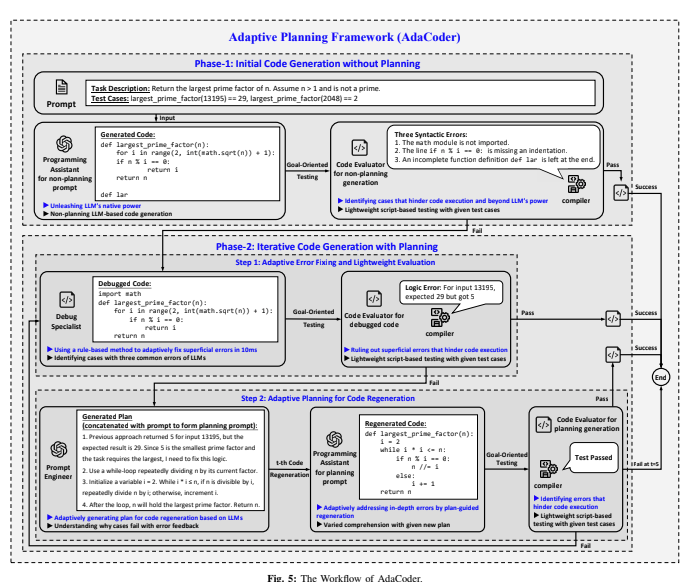 Adaptive Planning Framework (AdaCoder)
Phase-1: Initial Code Generation without Planning
Prompt
Task Description: Return the largest prime factor of n. Assume n > 1 and is not a prime.
Test Cases: largest_prime_factor(13195) == 29, largest_prime_factor(2048) == 2
Input
Programming
Assistant
for non-planning
prompt
Generated Code:
def largest_prime_factor(n):
    for i in range(2, int(math.sqrt(n)) + 1):
    if n % i == 0:
            return i
    return n
def lar
▶ Unleashing LLM's native power
▶ Non-planning LLM-based code generation
Goal-Oriented
Testing
Code Evaluator
for non-planning
generation
Three Syntactic Errors:
1. The math module is not imported.
2. The line if n % i == 0: is missing an indentation.
3. An incomplete function definition def lar is left at the end.
compiler
▶ Identifying cases that hinder code execution and beyond LLM's power
▶ Lightweight script-based testing with given test cases
Pass
Success
Fail
Phase-2: Iterative Code Generation with Planning
Step 1: Adaptive Error Fixing and Lightweight Evaluation
Debug
Specialist
Debugged Code:
import math
def largest_prime_factor(n):
    for i in range(2, int(math.sqrt(n)) + 1):
        if n % i == 0:
            return i
    return n
▶ Using a rule-based method to adaptively fix superficial errors in 10ms
▶ Identifying cases with three common errors of LLMs
Goal-Oriented
Testing
Code Evaluator for
debugged code
Logic Error: For input 13195,
expected 29 but got 5
compiler
▶ Ruling out superficial errors that hinder code execution
▶ Lightweight script-based testing with given test cases
Pass
Success
Success
End
Fail
Pass
Step 2: Adaptive Planning for Code Regeneration
Prompt
Engineer
Generated Plan
(concatenated with prompt to form planning prompt):
1. Previous approach returned 5 for input 13195, but the
expected result is 29. Since 5 is the smallest prime factor and
the task requires the largest, I need to fix this logic.
2. Use a while-loop repeatedly dividing n by its current factor.
3. Initialize a variable i = 2. While i * i ≤ n, if n is divisible by i,
repeatedly divide n by i; otherwise, increment i.
4. After the loop, n will hold the largest prime factor. Return n.
▶ Adaptively generating plan for code regeneration based on LLMs
▶ Understanding why cases fail with error feedback
t-th Code
Regeneration
Programming
Assistant
for planning
prompt
Regenerated Code:
def largest_prime_factor(n):
    i = 2
    while i * i <= n:
        if n % i == 0:
            n //= i
        else:
            i += 1
    return n
▶ Adaptively addressing in-depth errors by plan-guided
regeneration
▶ Varied comprehension with given new plan
Goal-Oriented
Testing
Code Evaluator for
planning generation
Test Passed
compiler
▶ Identifying errors that
hinder code execution
▶ Lightweight script-based
testing with given test cases
Fail at t=5
Fail
Fig. 5: The Workflow of AdaCoder.